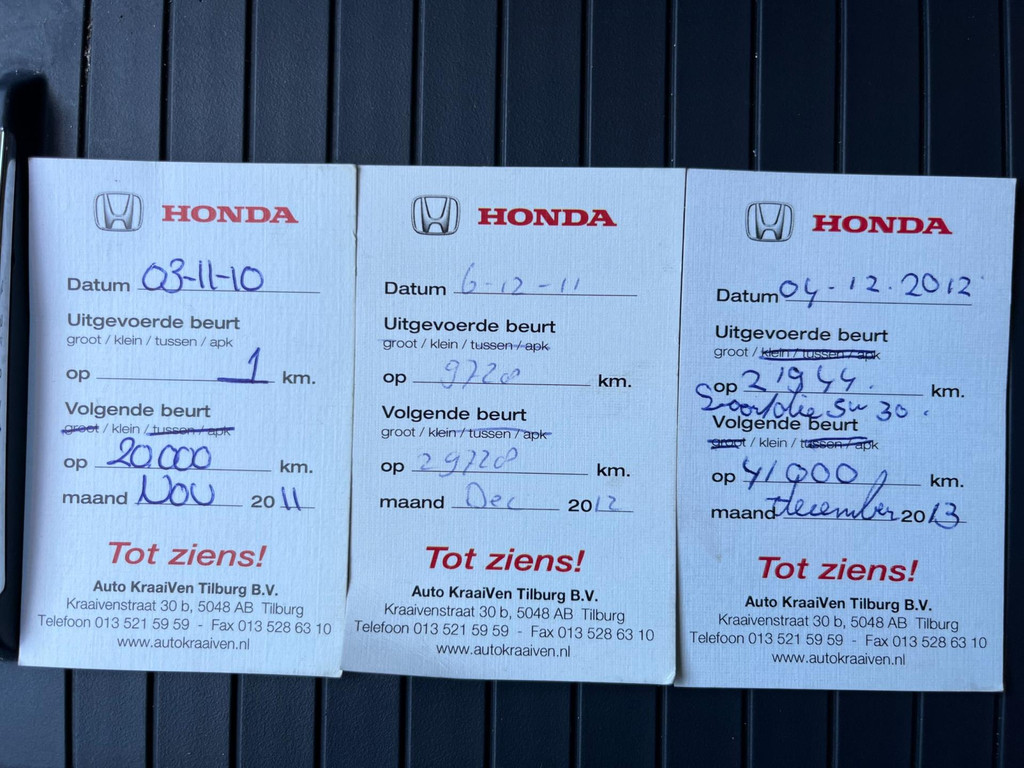 HONDA
Datum 03-11-10
Uitgevoerde beurt
groot / klein / tussen / apk
op 1 km.
Volgende beurt
groot / klein / tussen / apk
op 20.000 km.
maand Nov 2011
Tot ziens!
Auto KraaiVen Tilburg B.V.
Kraaivenstraat 30 b, 5048 AB Tilburg
Telefoon 013 521 59 59 - Fax 013 528 63 10
www.autokraaiven.nl
HONDA
Datum 6-12-11
Uitgevoerde beurt
groot / klein / tussen / apk
op 9728 km.
Volgende beurt
groot / klein / tussen / apk
op 29728 km.
maand Dec 2012
Tot ziens!
Auto KraaiVen Tilburg B.V.
Kraaivenstraat 30 b, 5048 AB Tilburg
Telefoon 013 521 59 59 - Fax 013 528 63 10
www.autokraaiven.nl
HONDA
Datum 04-12-2012
Uitgevoerde beurt
groot / klein / tussen / apk
op 21944. km.
5w 30.
Volgende beurt
groot / klein / tussen / apk
op 41000 km.
maand december 2013
Tot ziens!
Auto KraaiVen Tilburg B.V.
Kraaivenstraat 30 b, 5048 AB Tilburg
Telefoon 013 521 59 59 - Fax 013 528 63 10
www.autokraaiven.nl